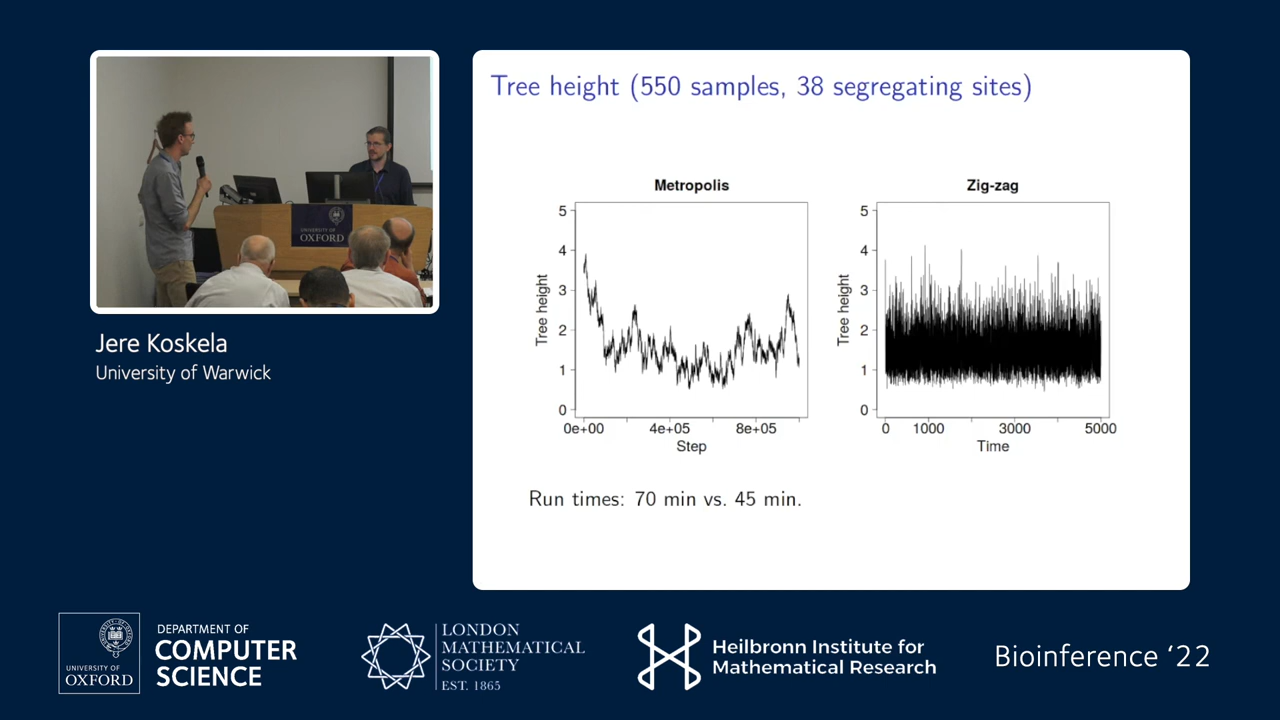 Tree height (550 samples, 38 segregating sites)
Metropolis
Zig-zag
Tree height
5
4
3
2
1
0
0e+00
4e+05
8e+05
Step
Tree height
5
4
3
2
1
0
0
1000
3000
5000
Time
Run times: 70 min vs. 45 min.
UNIVERSITY OF
OXFORD
Jere Koskela
University of Warwick
UNIVERSITY OF
OXFORD
DEPARTMENT OF
COMPUTER
SCIENCE
LONDON
MATHEMATICAL
SOCIETY
EST. 1865
Heilbronn Institute for
Mathematical Research
Bioinference ‘22